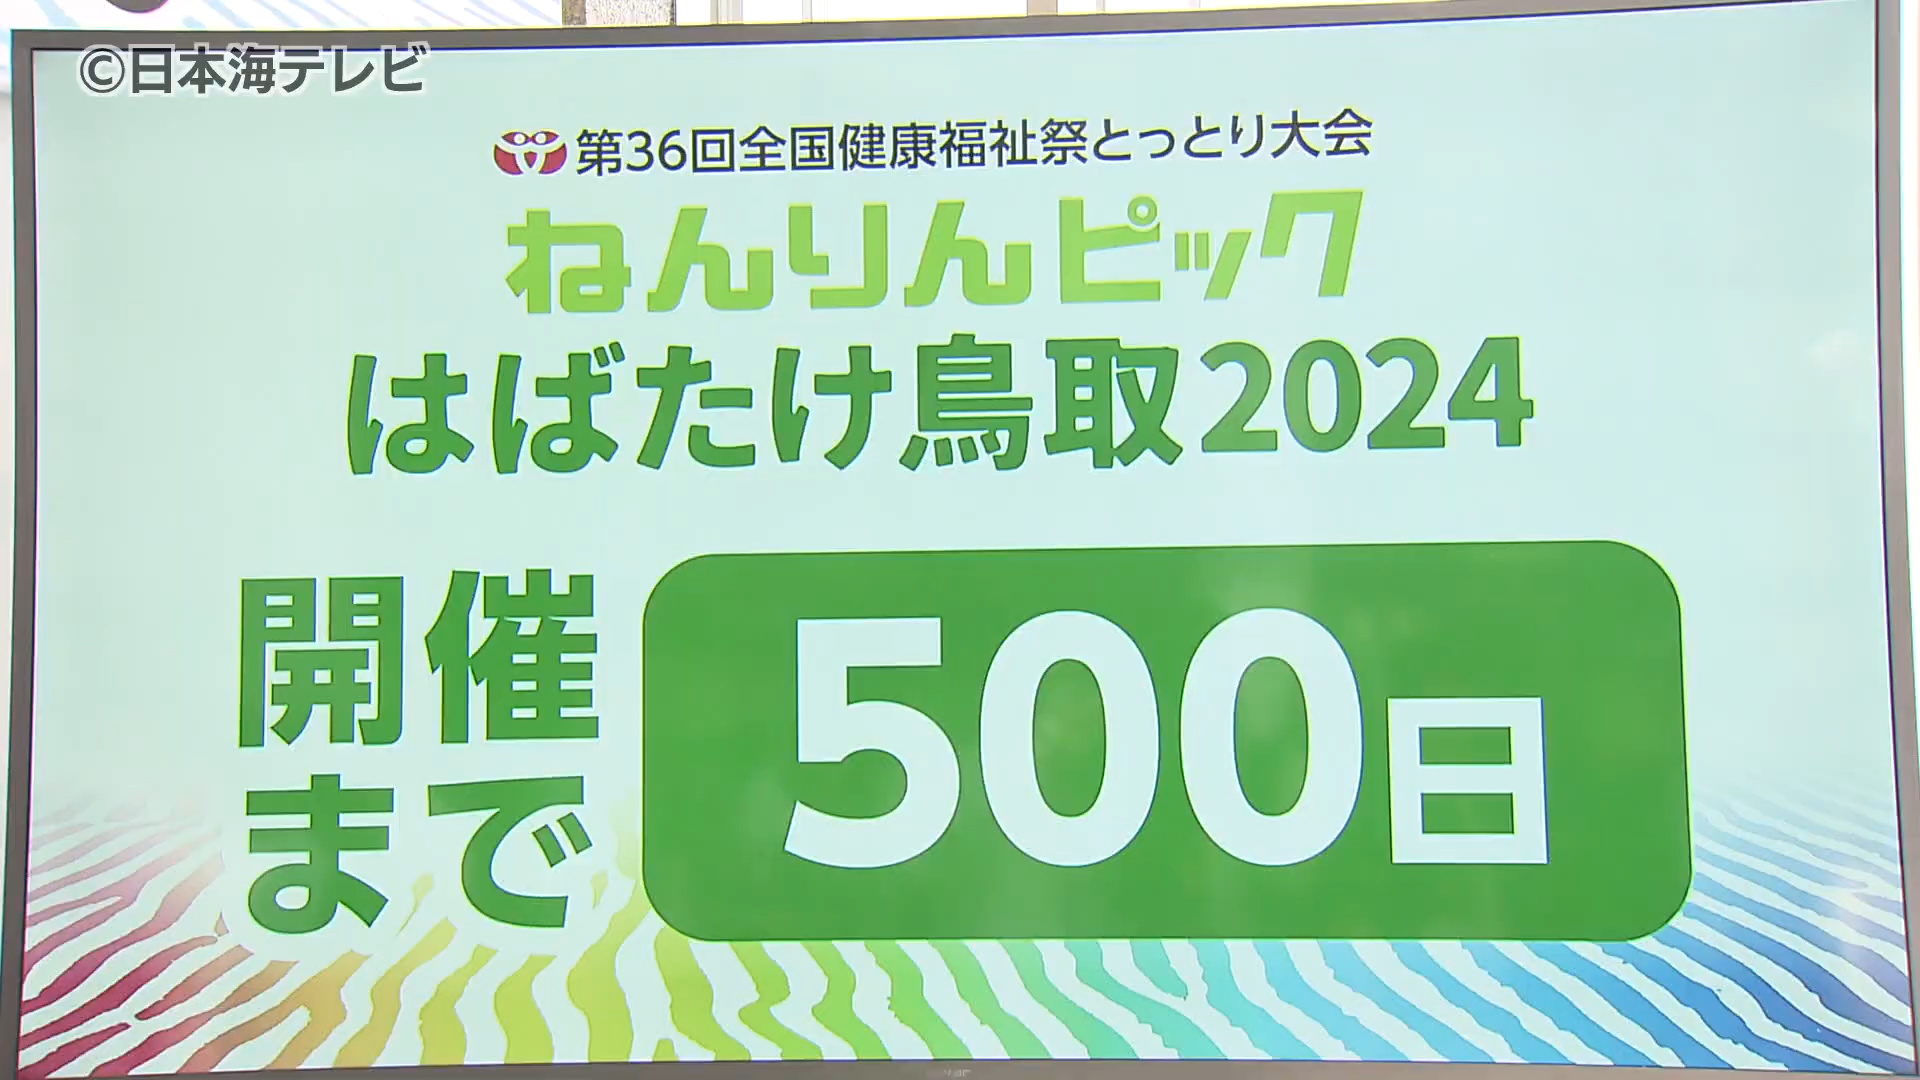 ©日本海テレビ
第36回全国健康福祉祭とっとり大会
ねんりんピック
はばたけ鳥取2024
開催
まで
500日